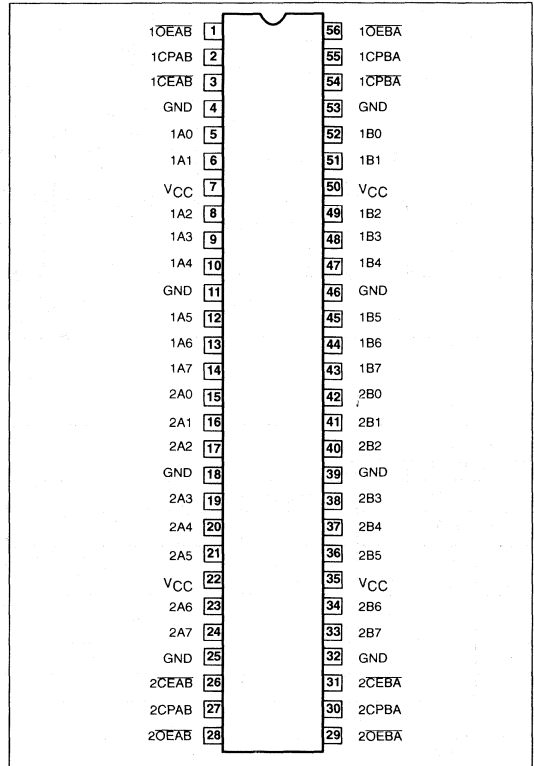 1OEAB 1 56 1OEBA
1CPAB 2 55 1CPBA
1CEAB 3 54 1CPBA
GND 4 53 GND
1A0 5 52 1B0
1A1 6 51 1B1
VCC 7 50 VCC
1A2 8 49 1B2
1A3 9 48 1B3
1A4 10 47 1B4
GND 11 46 GND
1A5 12 45 1B5
1A6 13 44 1B6
1A7 14 43 1B7
2A0 15 42 2B0
2A1 16 41 2B1
2A2 17 40 2B2
GND 18 39 GND
2A3 19 38 2B3
2A4 20 37 2B4
2A5 21 36 2B5
VCC 22 35 VCC
2A6 23 34 2B6
2A7 24 33 2B7
GND 25 32 GND
2CEAB 26 31 2CEBA
2CPAB 27 30 2CPBA
2OEAB 28 29 2OEBA